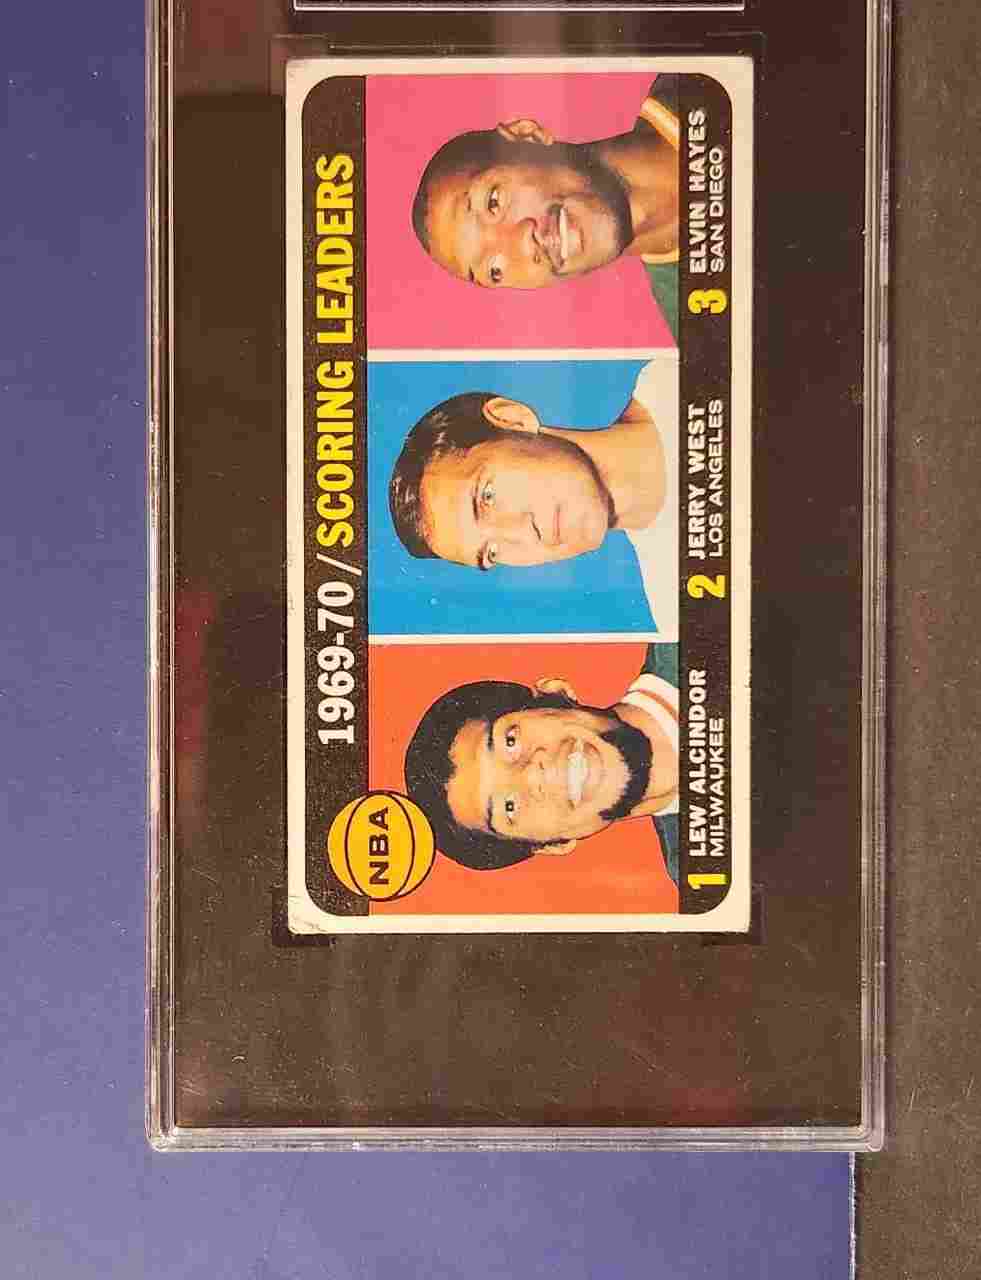 1969-70/SCORING LEADERS
NBA
1 LEW ALCINDOR
MILWAUKEE
2 JERRY WEST
LOS ANGELES
3 ELVIN HAYES
SAN DIEGO